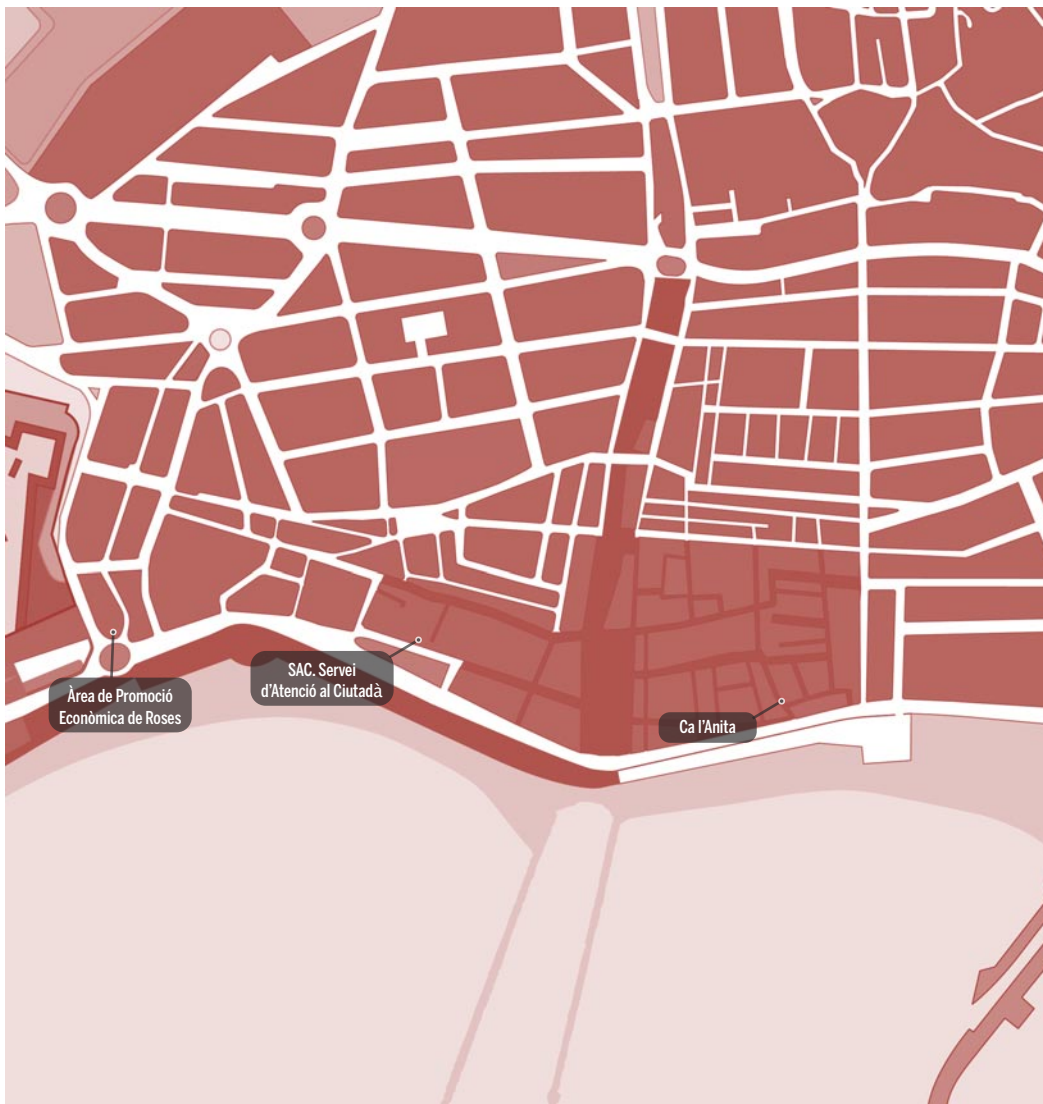 Àrea de Promoció
Econòmica de Roses
SAC. Servei
d’Atenció al Ciutadà
Ca l’Anita